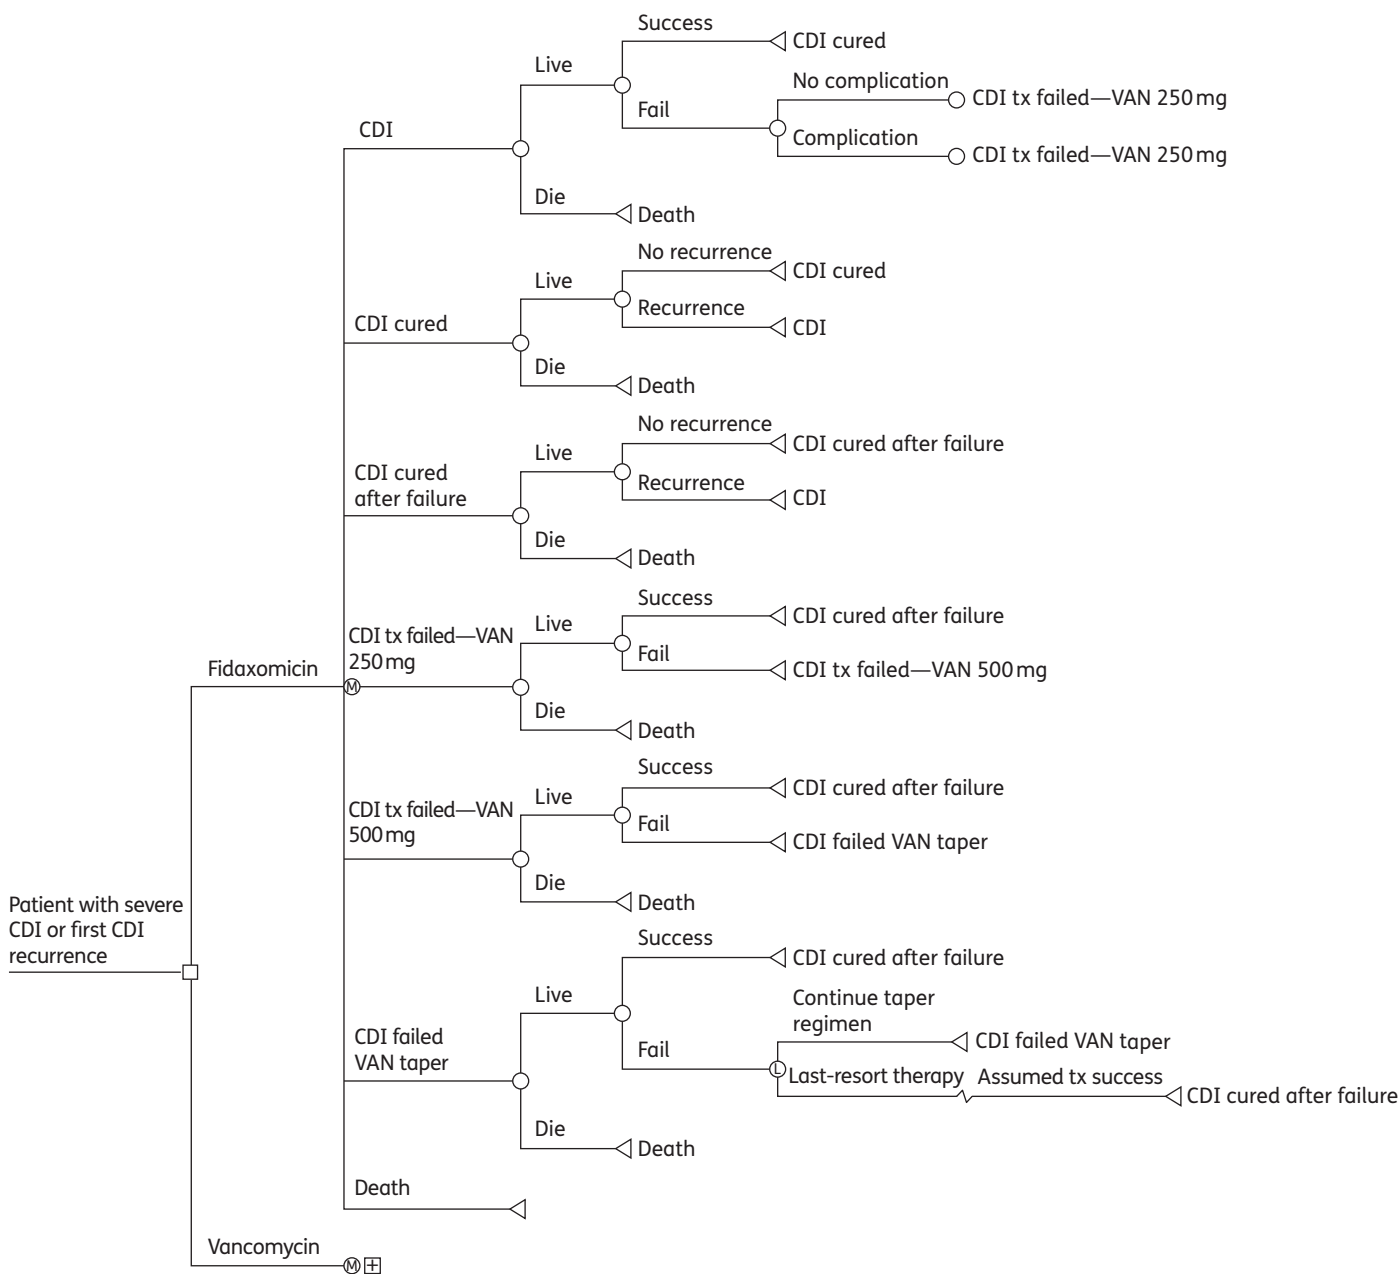 Success
CDI cured
Live
No complication
CDI tx failed—VAN 250 mg
Fail
CDI
Complication
CDI tx failed—VAN 250 mg
Die
Death
No recurrence
CDI cured
Live
Recurrence
CDI
CDI cured
Die
Death
No recurrence
CDI cured after failure
Live
CDI cured
after failure
Recurrence
CDI
Die
Death
Success
CDI cured after failure
Live
CDI tx failed—VAN
250 mg
Fail
CDI tx failed—VAN 500 mg
Fidaxomicin
M
Die
Death
Success
CDI cured after failure
Live
CDI tx failed—VAN
500 mg
Fail
CDI failed VAN taper
Die
Death
Patient with severe
CDI or first CDI
recurrence
Success
CDI cured after failure
Live
Continue taper
regimen
CDI failed VAN taper
CDI failed
VAN taper
Fail
L
Last-resort therapy
Assumed tx success
CDI cured after failure
Die
Death
Death
Vancomycin
M +